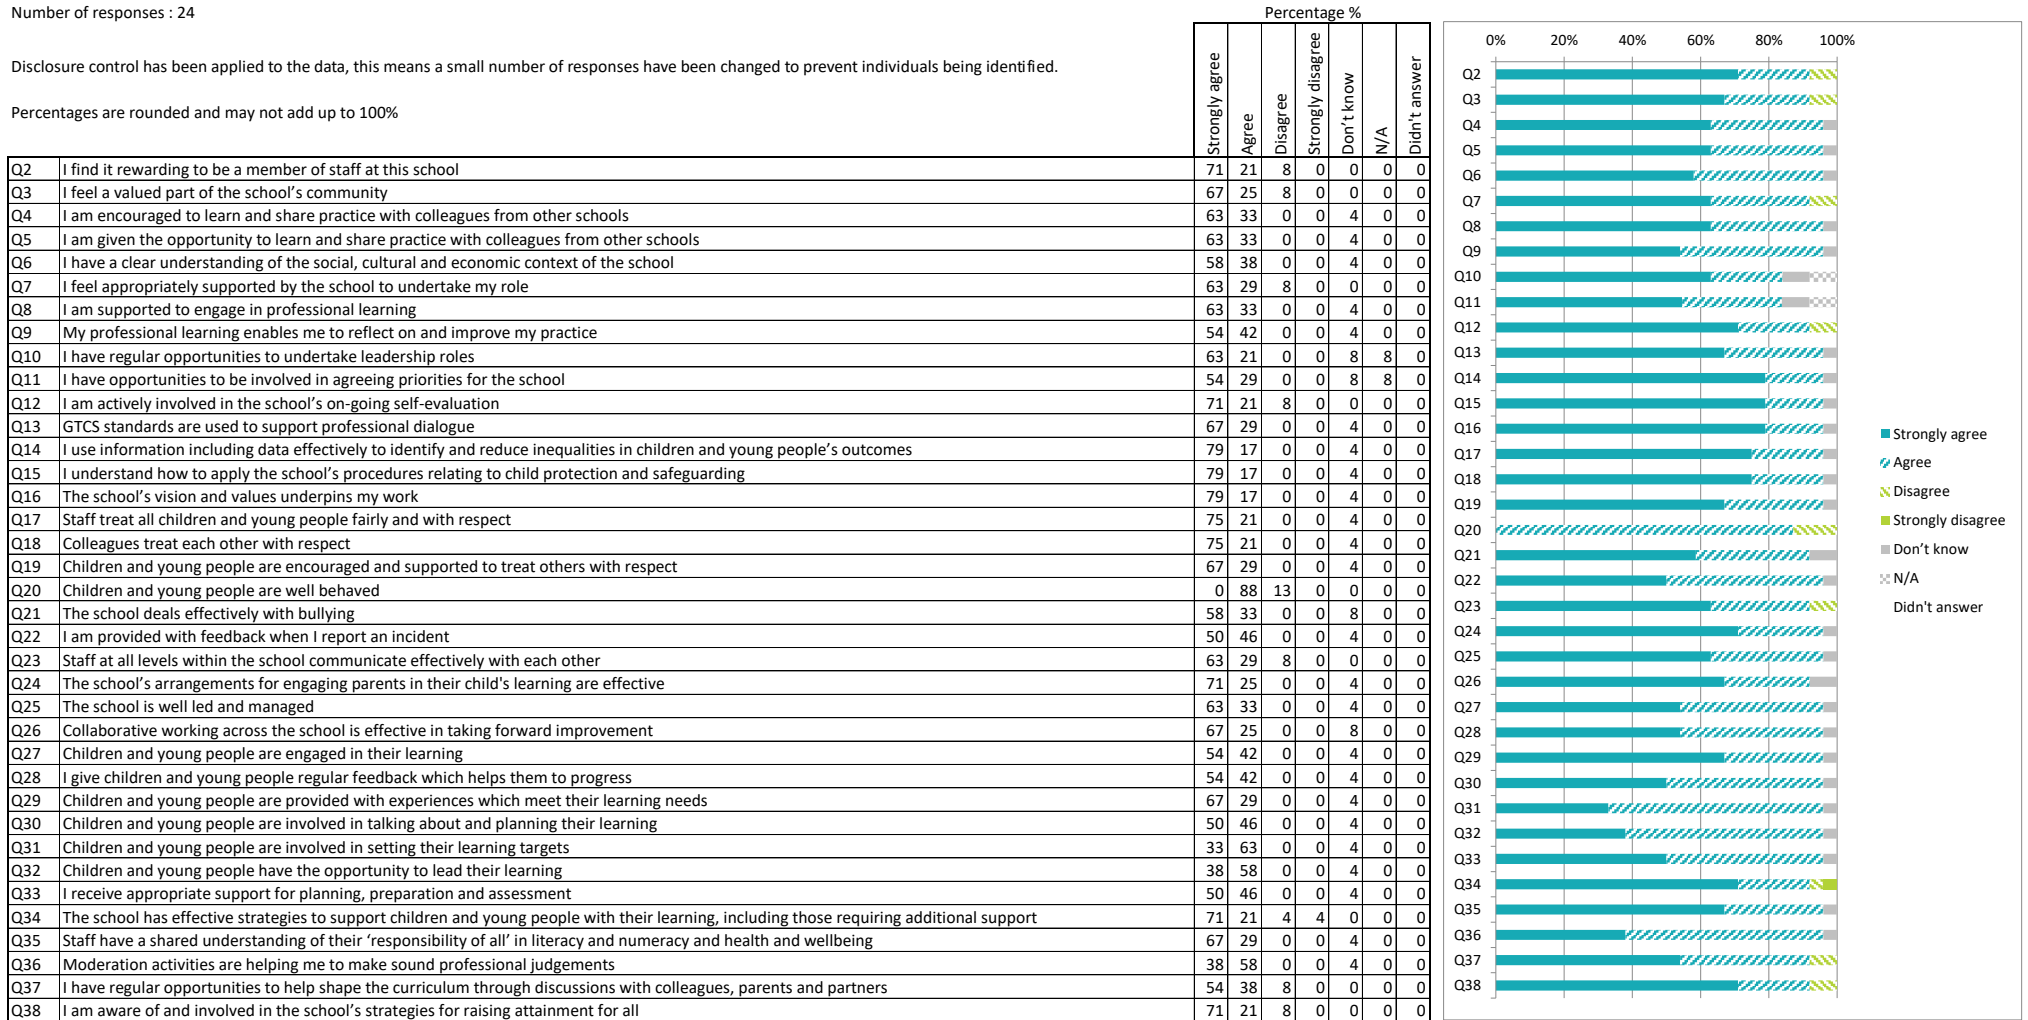 Number of responses : 24
Percentage %
Disclosure control has been applied to the data, this means a small number of responses have been changed to prevent individuals being identified.
Percentages are rounded and may not add up to 100%
Strongly agree
Agree
Disagree
Strongly disagree
Don't know
N/A
Didn't answer
Q2 I find it rewarding to be a member of staff at this school 71 21 8 0 0 0 0
Q3 I feel a valued part of the school's community 67 25 8 0 0 0 0
Q4 I am encouraged to learn and share practice with colleagues from other schools 63 33 0 0 4 0 0
Q5 I am given the opportunity to learn and share practice with colleagues from other schools 63 33 0 0 4 0 0
Q6 I have a clear understanding of the social, cultural and economic context of the school 58 38 0 0 4 0 0
Q7 I feel appropriately supported by the school to undertake my role 63 29 8 0 0 0 0
Q8 I am supported to engage in professional learning 63 33 0 0 4 0 0
Q9 My professional learning enables me to reflect on and improve my practice 54 42 0 0 4 0 0
Q10 I have regular opportunities to undertake leadership roles 63 21 0 0 8 8 0
Q11 I have opportunities to be involved in agreeing priorities for the school 54 29 0 0 8 8 0
Q12 I am actively involved in the school's on-going self-evaluation 71 21 8 0 0 0 0
Q13 GTCS standards are used to support professional dialogue 67 29 0 0 4 0 0
Q14 I use information including data effectively to identify and reduce inequalities in children and young people's outcomes 79 17 0 0 4 0 0
Q15 I understand how to apply the school's procedures relating to child protection and safeguarding 79 17 0 0 4 0 0
Q16 The school's vision and values underpins my work 79 17 0 0 4 0 0
Q17 Staff treat all children and young people fairly and with respect 75 21 0 0 4 0 0
Q18 Colleagues treat each other with respect 75 21 0 0 4 0 0
Q19 Children and young people are encouraged and supported to treat others with respect 67 29 0 0 4 0 0
Q20 Children and young people are well behaved 0 88 13 0 0 0 0
Q21 The school deals effectively with bullying 58 33 0 0 8 0 0
Q22 I am provided with feedback when I report an incident 50 46 0 0 4 0 0
Q23 Staff at all levels within the school communicate effectively with each other 63 29 8 0 0 0 0
Q24 The school's arrangements for engaging parents in their child's learning are effective 71 25 0 0 4 0 0
Q25 The school is well led and managed 63 33 0 0 4 0 0
Q26 Collaborative working across the school is effective in taking forward improvement 67 25 0 0 8 0 0
Q27 Children and young people are engaged in their learning 54 42 0 0 4 0 0
Q28 I give children and young people regular feedback which helps them to progress 54 42 0 0 4 0 0
Q29 Children and young people are provided with experiences which meet their learning needs 67 29 0 0 4 0 0
Q30 Children and young people are involved in talking about and planning their learning 50 46 0 0 4 0 0
Q31 Children and young people are involved in setting their learning targets 33 63 0 0 4 0 0
Q32 Children and young people have the opportunity to lead their learning 38 58 0 0 4 0 0
Q33 I receive appropriate support for planning, preparation and assessment 50 46 0 0 4 0 0
Q34 The school has effective strategies to support children and young people with their learning, including those requiring additional support 71 21 4 4 0 0 0
Q35 Staff have a shared understanding of their 'responsibility of all' in literacy and numeracy and health and wellbeing 67 29 0 0 4 0 0
Q36 Moderation activities are helping me to make sound professional judgements 38 58 0 0 4 0 0
Q37 I have regular opportunities to help shape the curriculum through discussions with colleagues, parents and partners 54 38 8 0 0 0 0
Q38 I am aware of and involved in the school's strategies for raising attainment for all 71 21 8 0 0 0 0
0% 20% 40% 60% 80% 100%
Q2
Q3
Q4
Q5
Q6
Q7
Q8
Q9
Q10
Q11
Q12
Q13
Q14
Q15
Q16
Q17
Q18
Q19
Q20
Q21
Q22
Q23
Q24
Q25
Q26
Q27
Q28
Q29
Q30
Q31
Q32
Q33
Q34
Q35
Q36
Q37
Q38
Strongly agree
Agree
Disagree
Strongly disagree
Don't know
N/A
Didn't answer